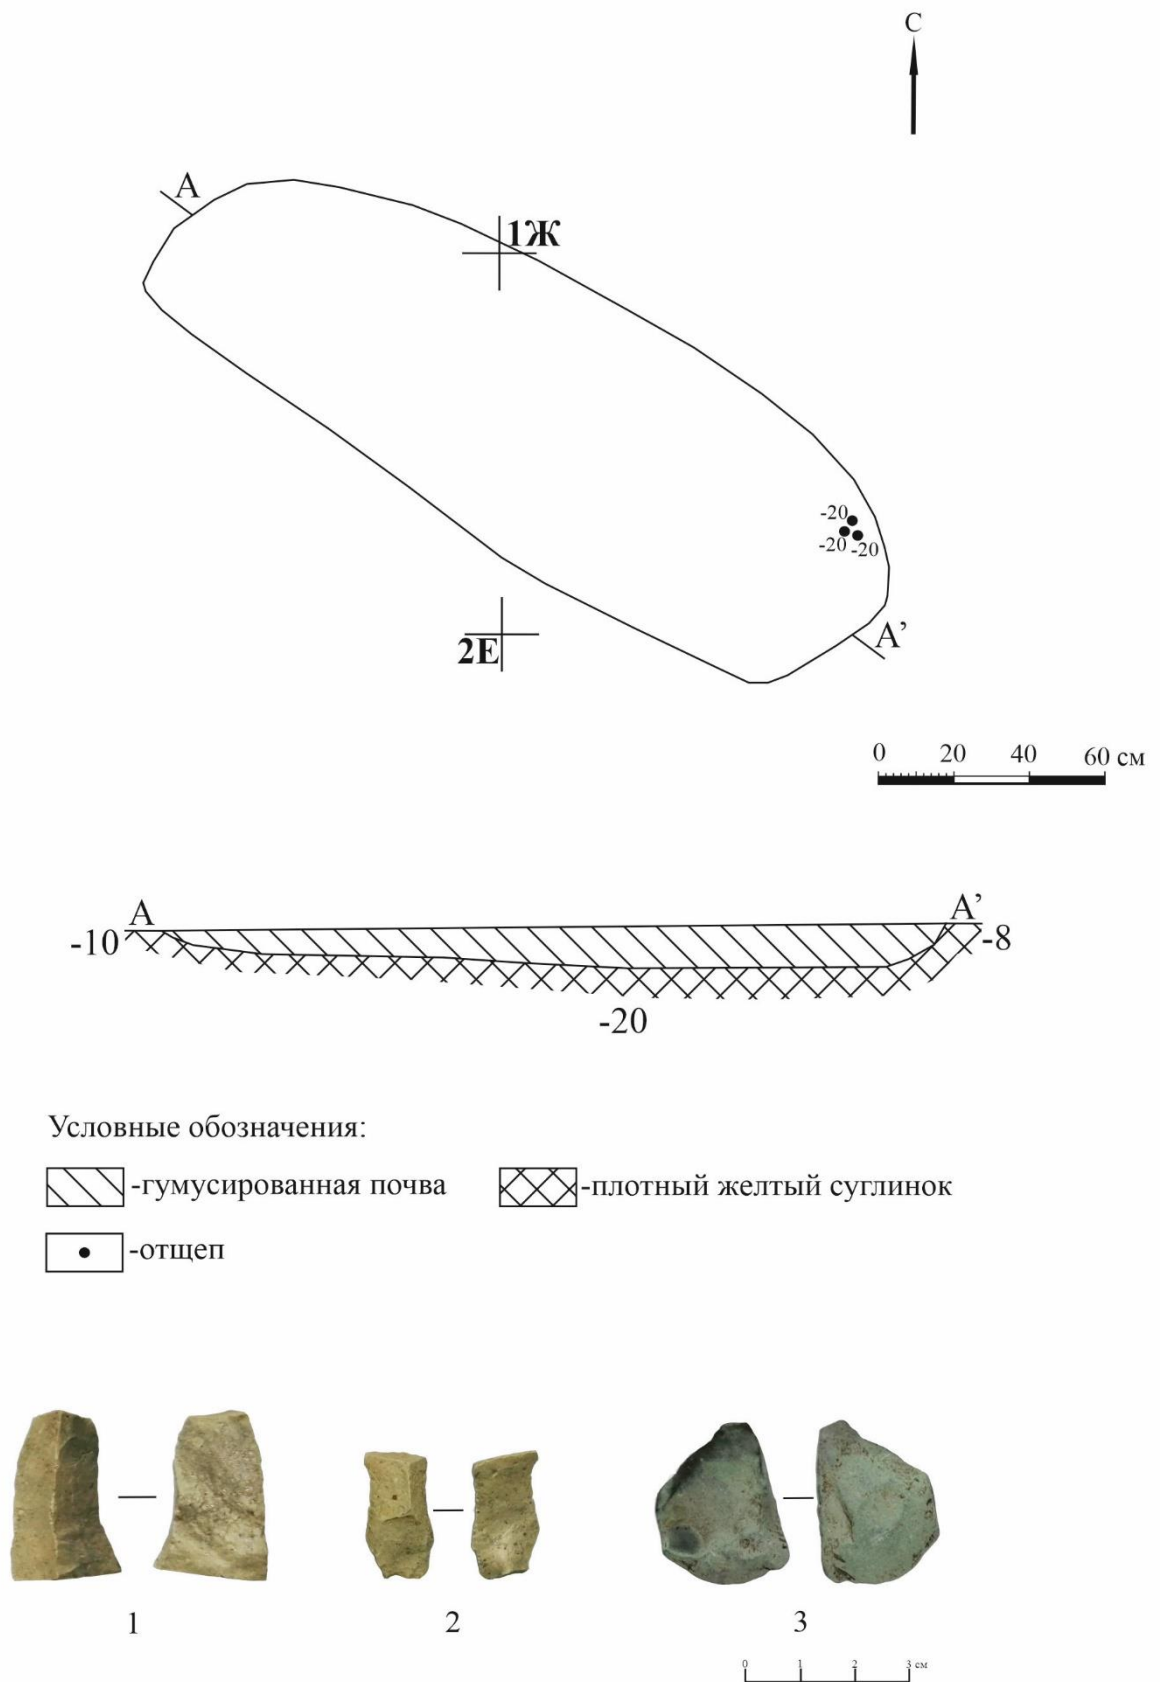 С
А
1Ж
-20
-20 -20
2Е
А’
0 20 40 60 см
А А’
-10 -8
-20
Условные обозначения:
-гумусированная почва -плотный желтый суглинок
-отщеп
1 2 3
0 1 2 3 см